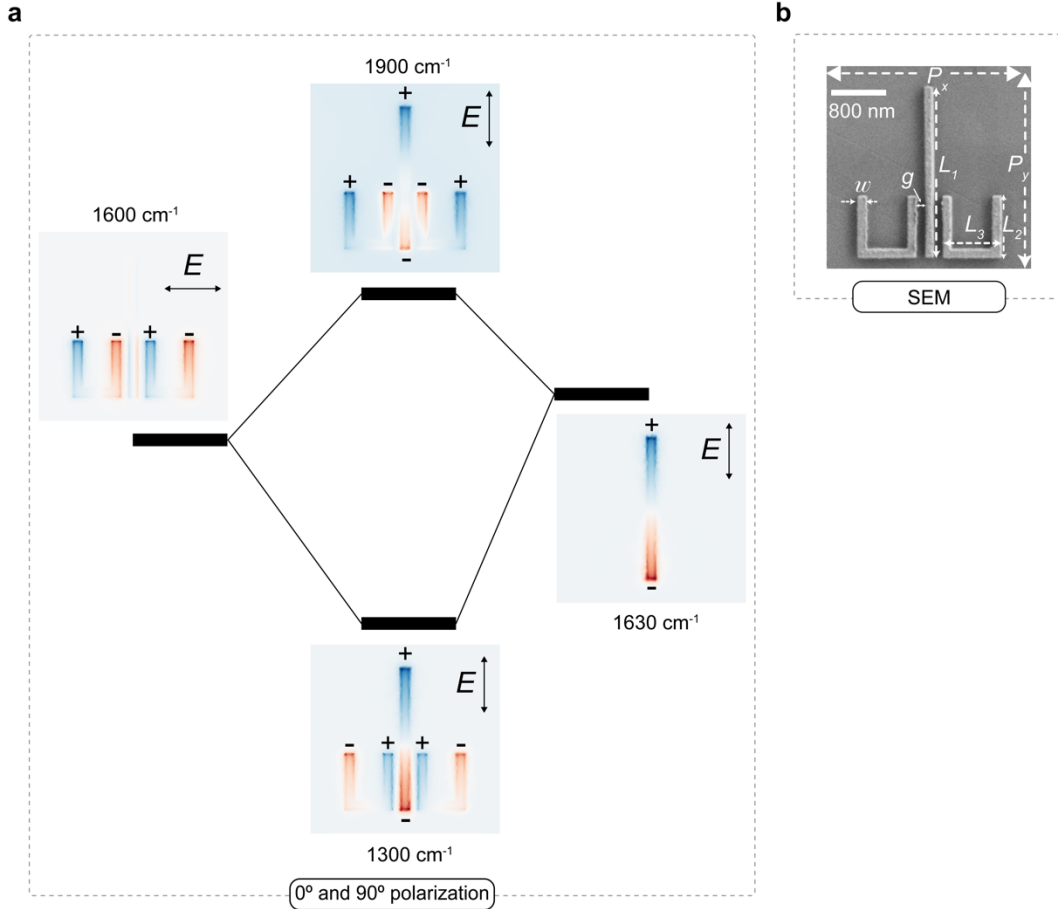 a
1900 cm⁻¹
+
E
+ - - +
-
1600 cm⁻¹
E
+ - + -
+
E
-
1630 cm⁻¹
+
E
- + + -
-
1300 cm⁻¹
0º and 90º polarization
b
Pₓ
800 nm
L₁
P_y
g
w
L₃
L₂
SEM